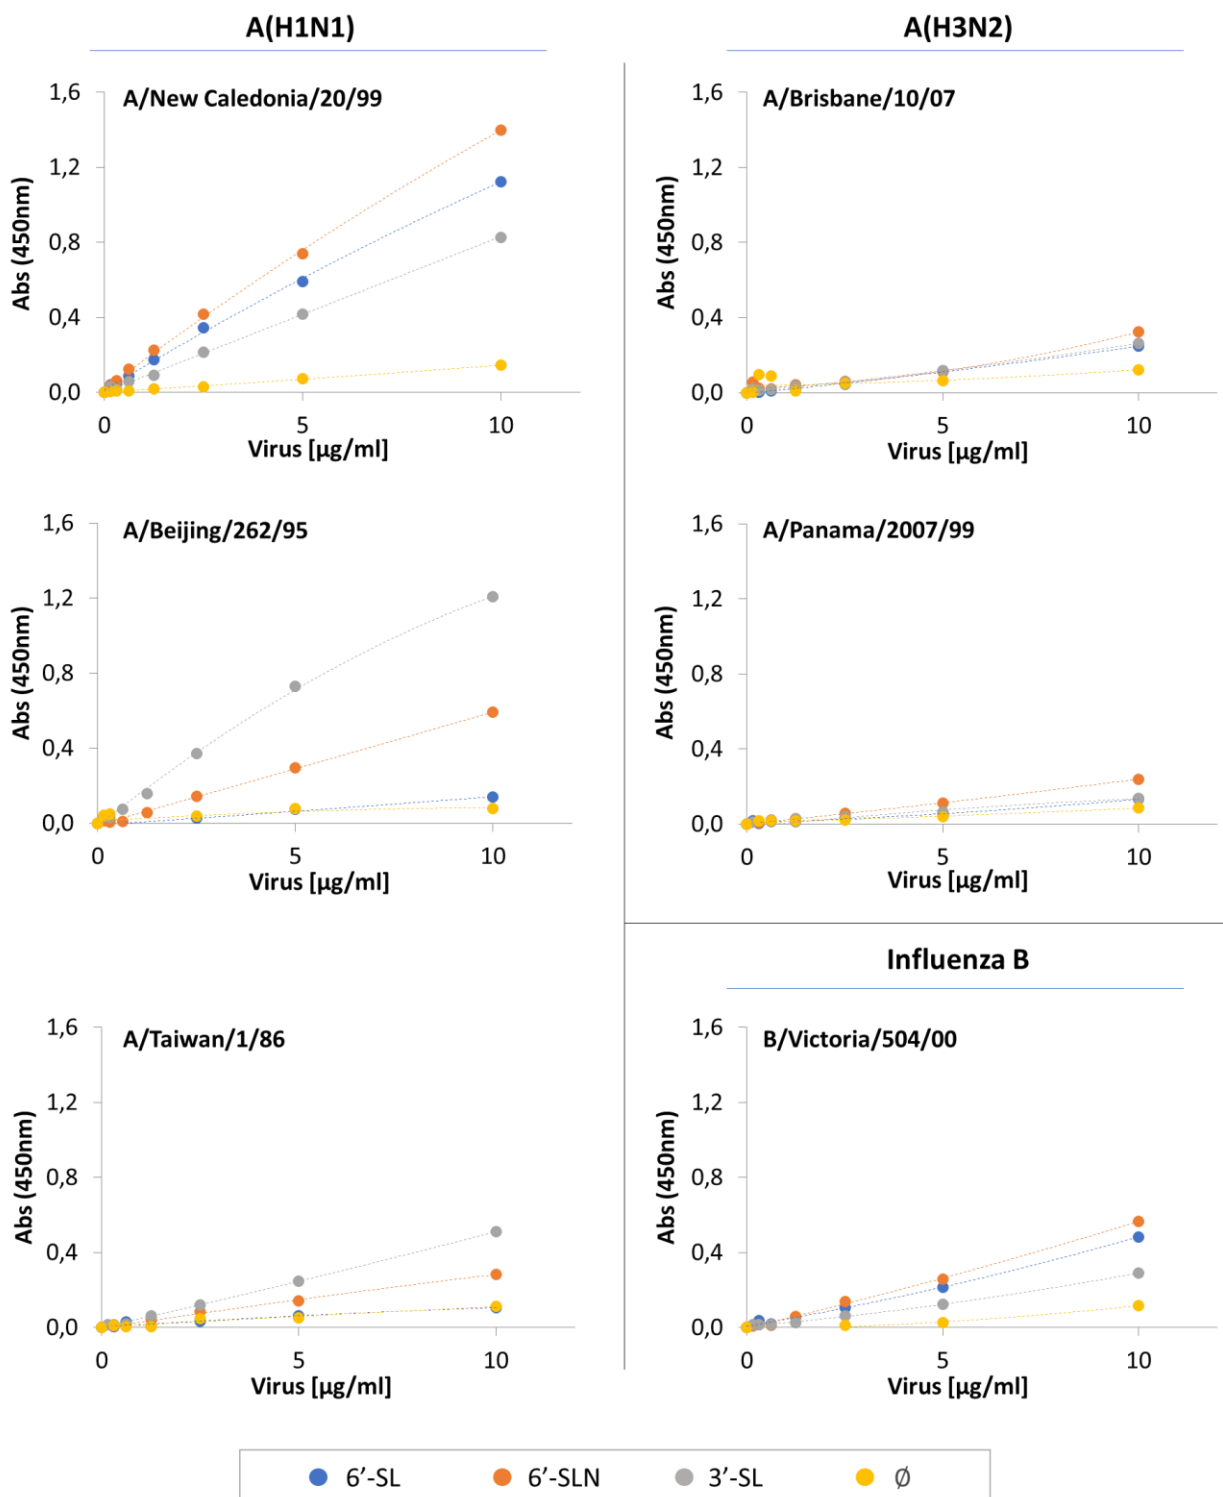 A(H1N1)
A/New Caledonia/20/99
1,6
1,2
0,8
0,4
0,0
Abs (450nm)
0 5 10
Virus [µg/ml]
A/Beijing/262/95
1,6
1,2
0,8
0,4
0,0
Abs (450nm)
0 5 10
Virus [µg/ml]
A/Taiwan/1/86
1,6
1,2
0,8
0,4
0,0
Abs (450nm)
0 5 10
Virus [µg/ml]
A(H3N2)
A/Brisbane/10/07
1,6
1,2
0,8
0,4
0,0
Abs (450nm)
0 5 10
Virus [µg/ml]
A/Panama/2007/99
1,6
1,2
0,8
0,4
0,0
Abs (450nm)
0 5 10
Virus [µg/ml]
Influenza B
B/Victoria/504/00
1,6
1,2
0,8
0,4
0,0
Abs (450nm)
0 5 10
Virus [µg/ml]
6’-SL 6’-SLN 3’-SL Ø